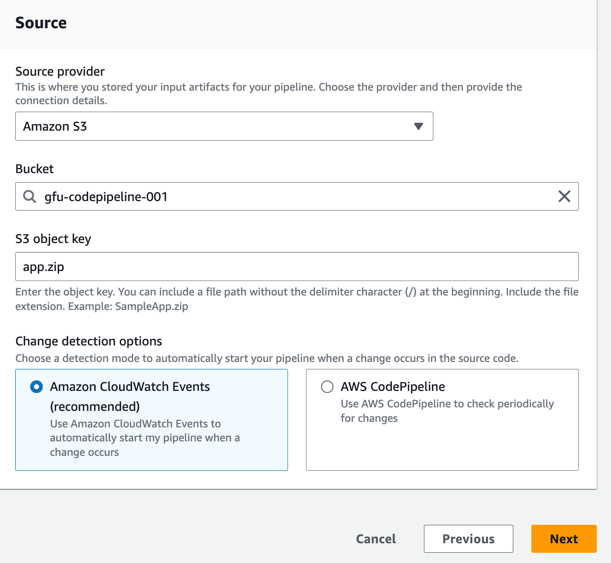 Source
Source provider
This is where you stored your input artifacts for your pipeline. Choose the provider and then provide the
connection details.
Amazon S3
Bucket
gfu-codepipeline-001
S3 object key
app.zip
Enter the object key. You can include a file path without the delimiter character (/) at the beginning. Include the file
extension. Example: SampleApp.zip
Change detection options
Choose a detection mode to automatically start your pipeline when a change occurs in the source code.
Amazon CloudWatch Events
(recommended)
Use Amazon CloudWatch Events to
automatically start my pipeline when a
change occurs
AWS CodePipeline
Use AWS CodePipeline to check periodically
for changes
Cancel
Previous
Next